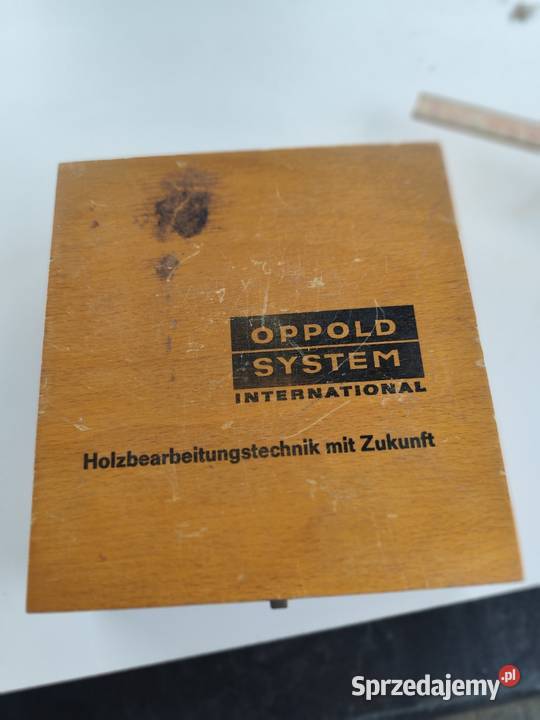 OPPOLD
SYSTEM
INTERNATIONAL
Holzbearbeitungstechnik mit Zukunft
Sprzedajemy.pl